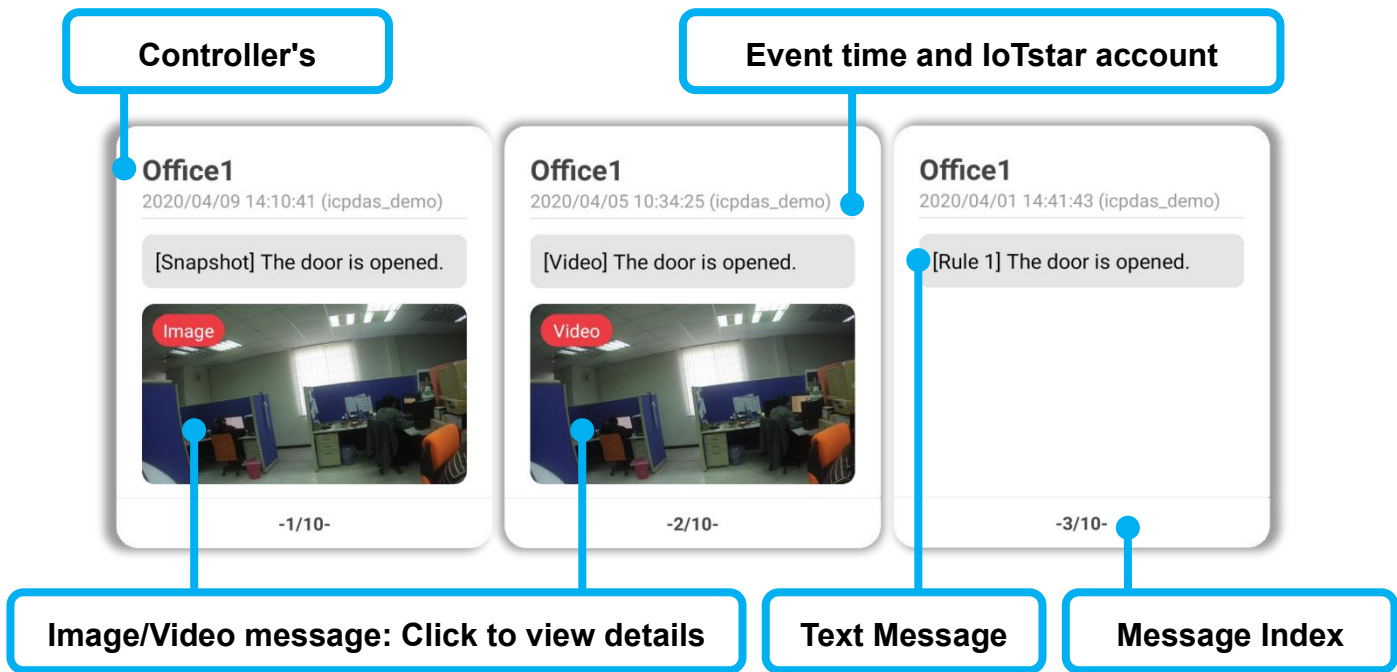 Controller's
Event time and IoTstar account
Office1
2020/04/09 14:10:41 (icpdas_demo)
[Snapshot] The door is opened.
Image
-1/10-
Office1
2020/04/05 10:34:25 (icpdas_demo)
[Video] The door is opened.
Video
-2/10-
Office1
2020/04/01 14:41:43 (icpdas_demo)
[Rule 1] The door is opened.
-3/10-
Image/Video message: Click to view details
Text Message
Message Index